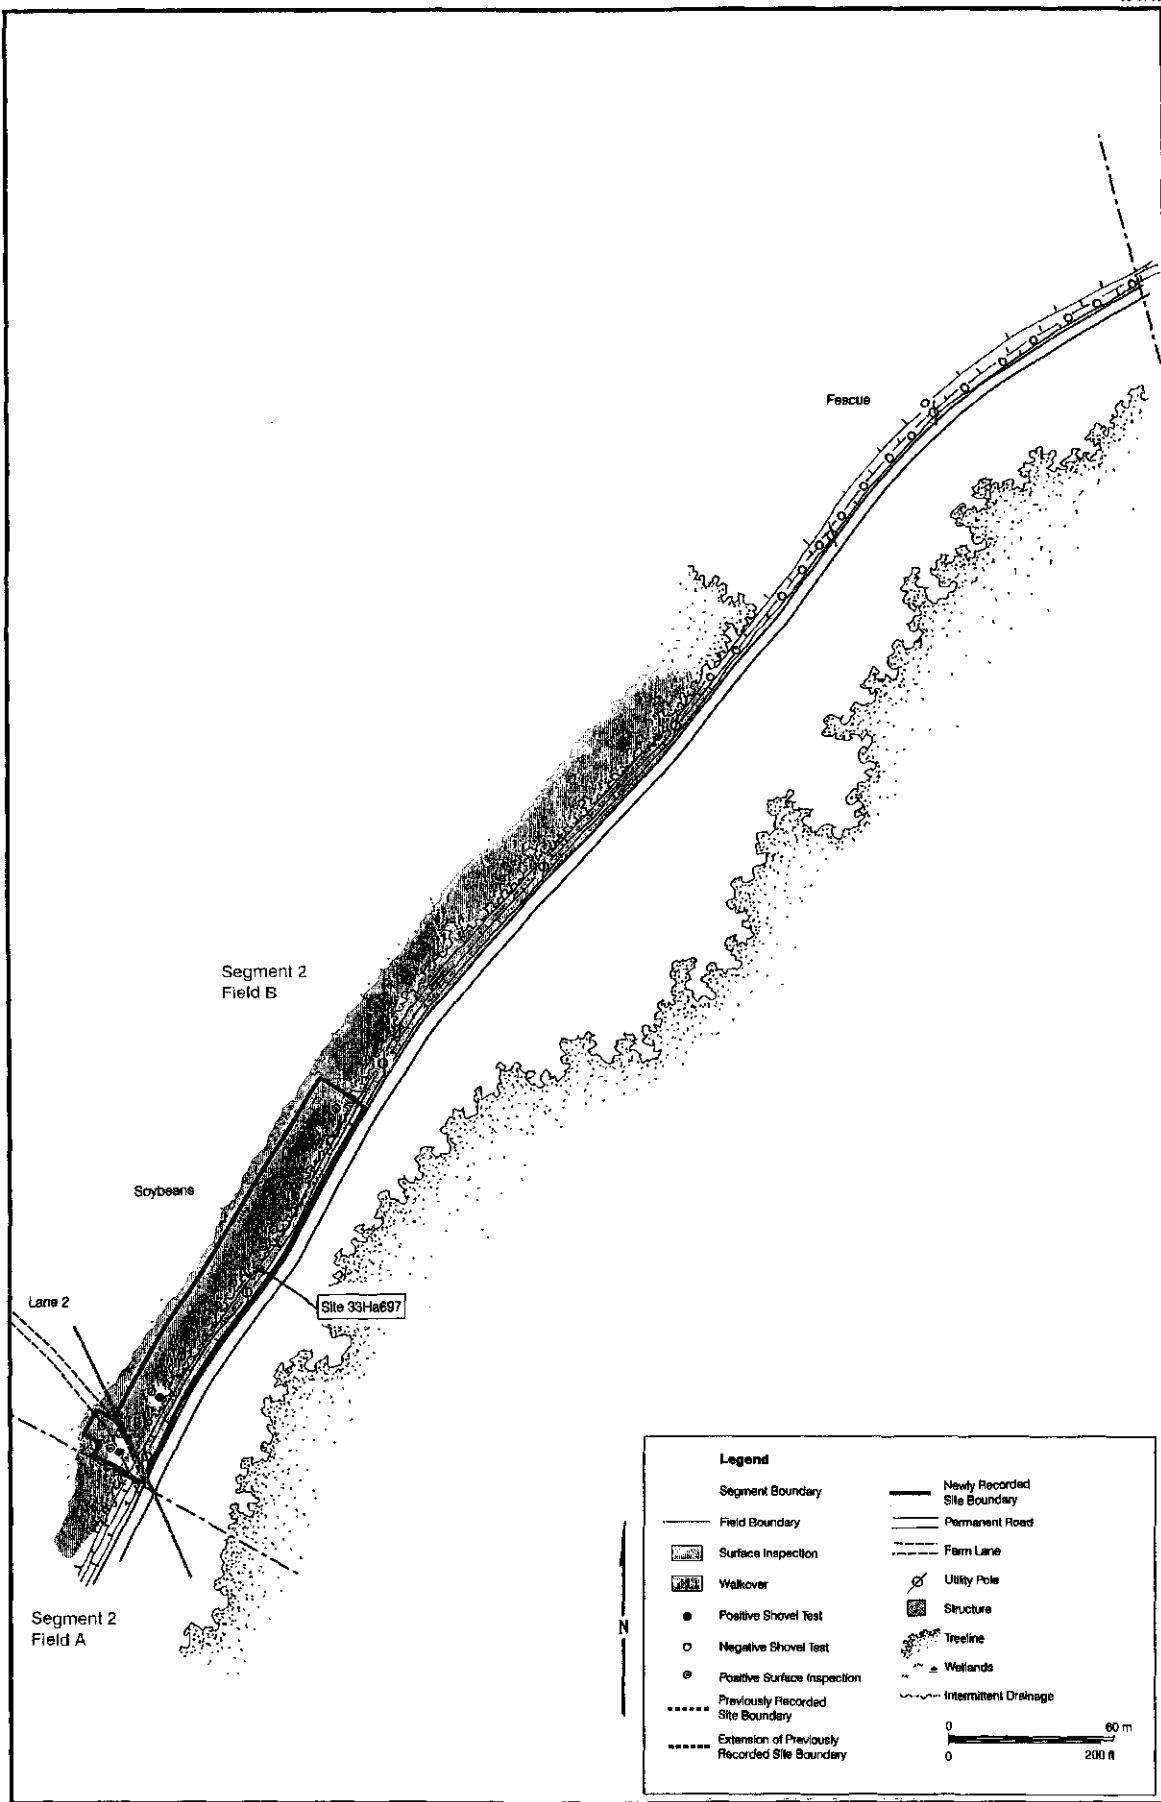 Fescue
Segment 2
Field B
Soybeans
Lane 2
Site 33Ha697
Segment 2
Field A
N
Legend
Segment Boundary
Field Boundary
Surface Inspection
Walkover
Positive Shovel Test
Negative Shovel Test
Positive Surface Inspection
Previously Recorded
Site Boundary
Extension of Previously
Recorded Site Boundary
Newly Recorded
Site Boundary
Permanent Road
Farm Lane
Utility Pole
Structure
Treeline
Wetlands
Intermittent Drainage
0 60 m
0 200 ft